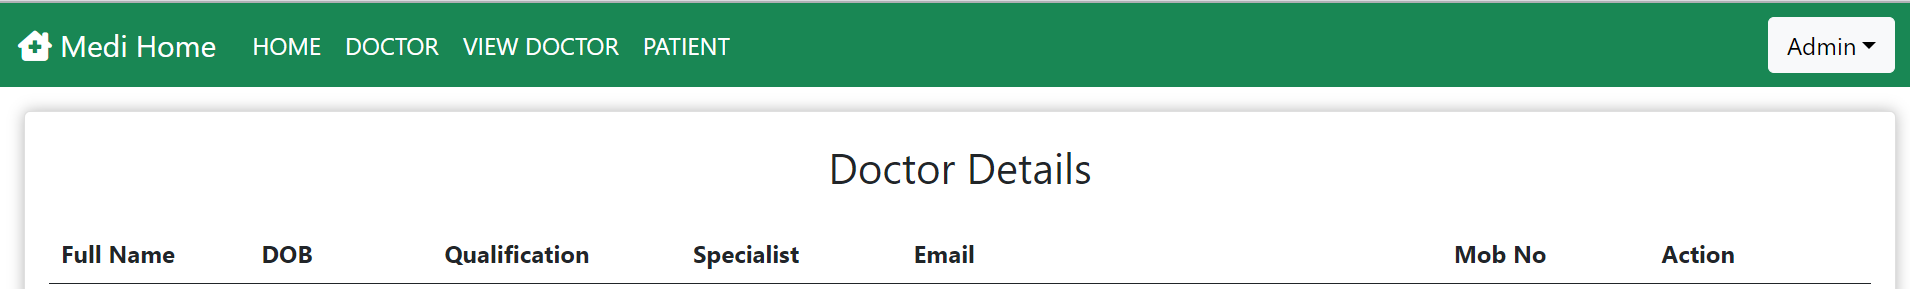 Medi Home HOME DOCTOR VIEW DOCTOR PATIENT Admin
Doctor Details
Full Name DOB Qualification Specialist Email Mob No Action